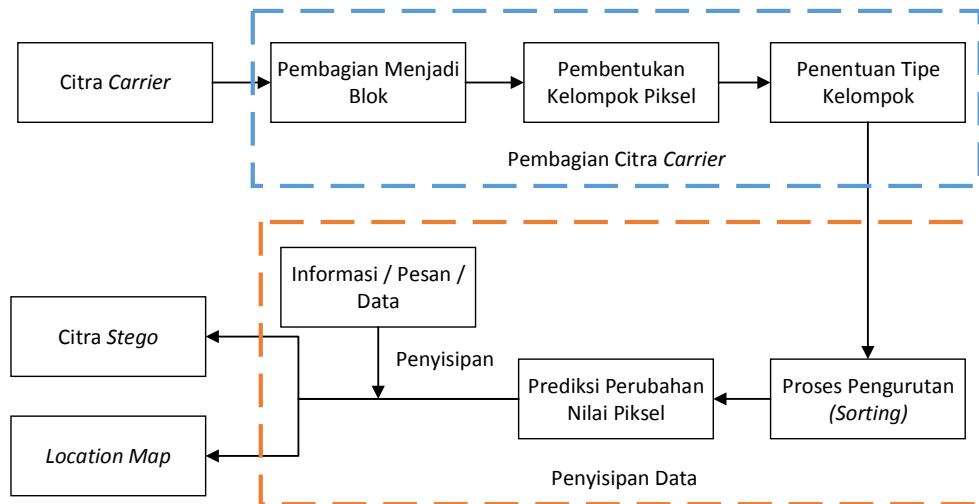 Citra Carrier
Pembagian Menjadi
Blok
Pembentukan
Kelompok Piksel
Penentuan Tipe
Kelompok
Pembagian Citra Carrier
Informasi / Pesan /
Data
Citra Stego
Penyisipan
Prediksi Perubahan
Nilai Piksel
Proses Pengurutan
(Sorting)
Location Map
Penyisipan Data